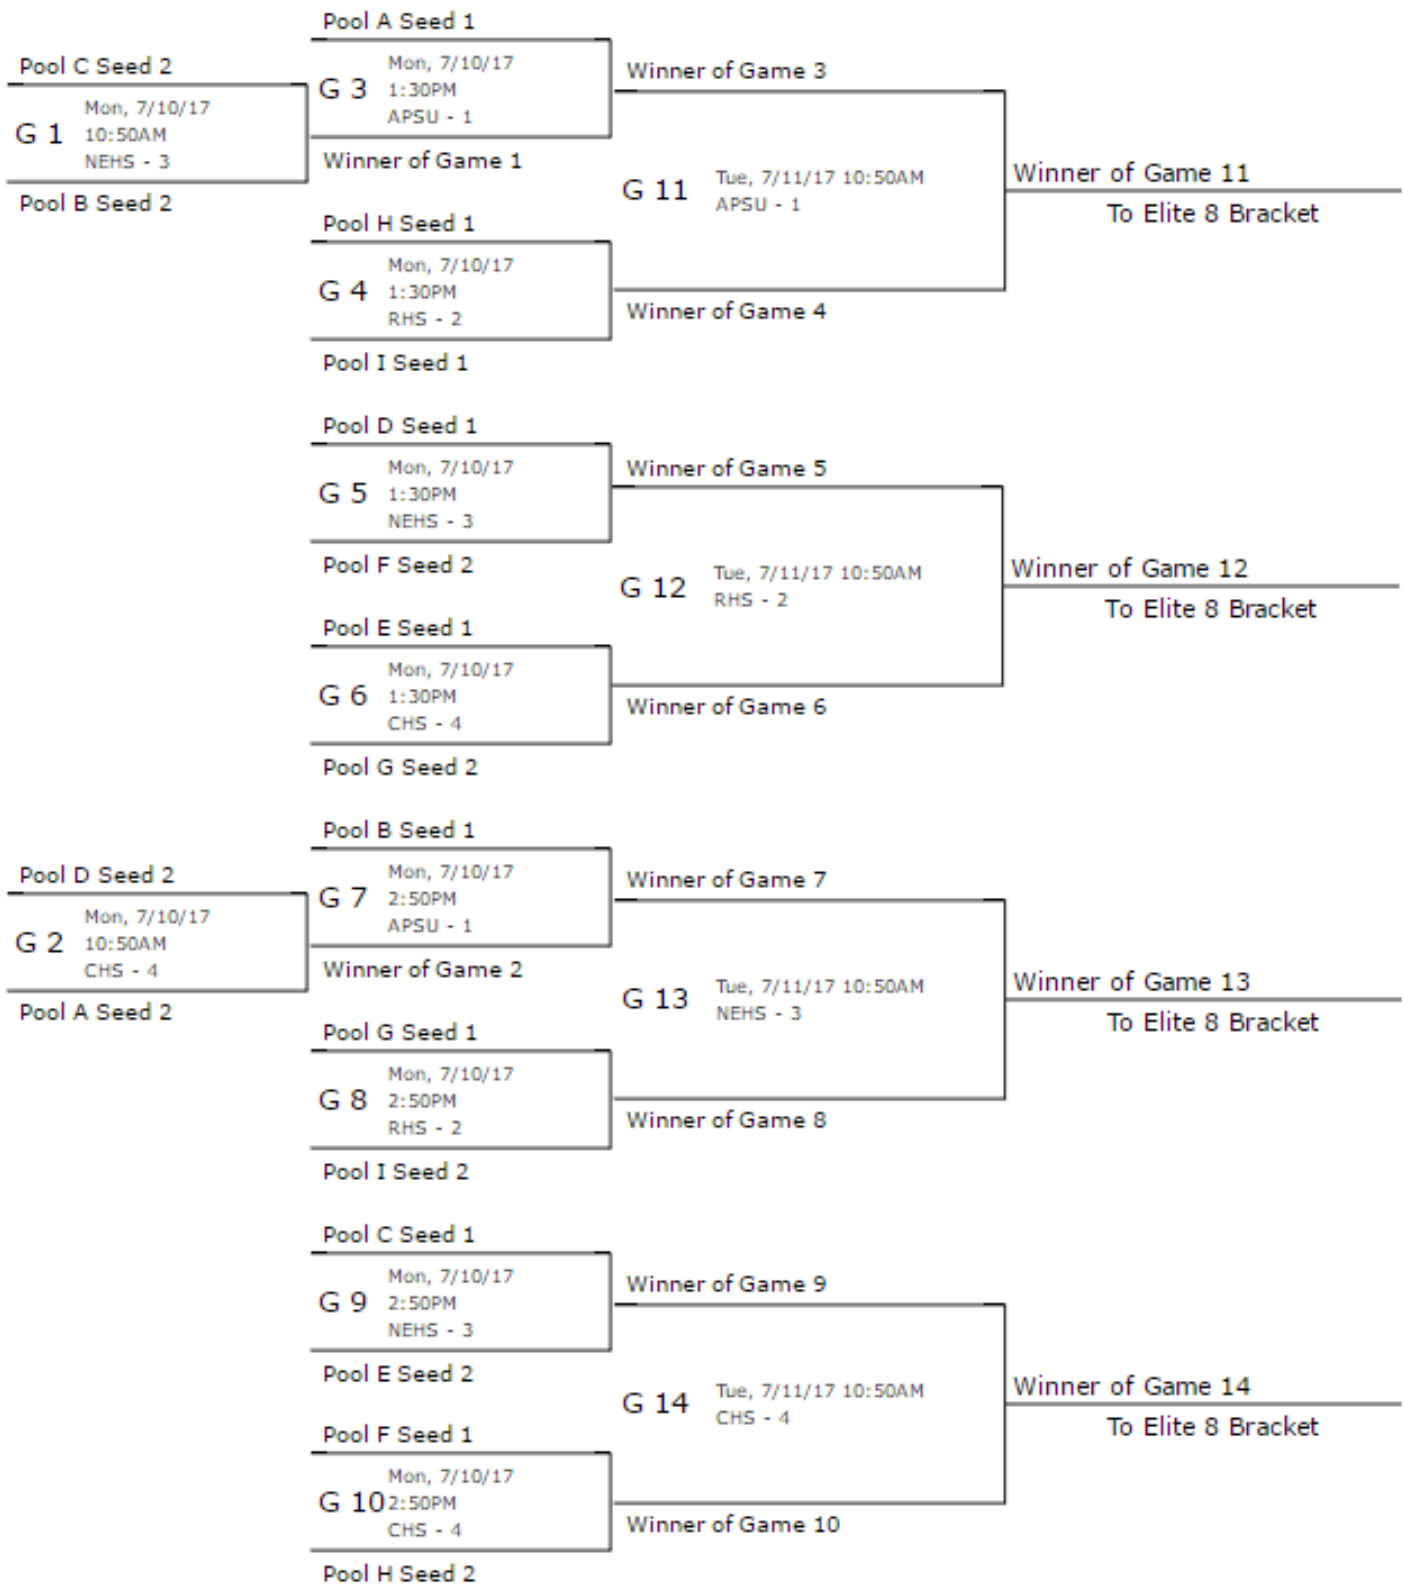 Pool A Seed 1
Pool C Seed 2
Mon, 7/10/17
G 3
1:30PM
APSU - 1
Winner of Game 3
Mon, 7/10/17
G 1
10:50AM
NEHS - 3
Winner of Game 1
Pool B Seed 2
G 11
Tue, 7/11/17 10:50AM
APSU - 1
Winner of Game 11
To Elite 8 Bracket
Pool H Seed 1
Mon, 7/10/17
G 4
1:30PM
RHS - 2
Winner of Game 4
Pool I Seed 1
Pool D Seed 1
Mon, 7/10/17
G 5
1:30PM
NEHS - 3
Winner of Game 5
Pool F Seed 2
G 12
Tue, 7/11/17 10:50AM
RHS - 2
Winner of Game 12
To Elite 8 Bracket
Pool E Seed 1
Mon, 7/10/17
G 6
1:30PM
CHS - 4
Winner of Game 6
Pool G Seed 2
Pool B Seed 1
Pool D Seed 2
Mon, 7/10/17
G 7
2:50PM
APSU - 1
Winner of Game 7
Mon, 7/10/17
G 2
10:50AM
CHS - 4
Winner of Game 2
Pool A Seed 2
G 13
Tue, 7/11/17 10:50AM
NEHS - 3
Winner of Game 13
To Elite 8 Bracket
Pool G Seed 1
Mon, 7/10/17
G 8
2:50PM
RHS - 2
Winner of Game 8
Pool I Seed 2
Pool C Seed 1
Mon, 7/10/17
G 9
2:50PM
NEHS - 3
Winner of Game 9
Pool E Seed 2
G 14
Tue, 7/11/17 10:50AM
CHS - 4
Winner of Game 14
To Elite 8 Bracket
Pool F Seed 1
Mon, 7/10/17
G 10
2:50PM
CHS - 4
Winner of Game 10
Pool H Seed 2